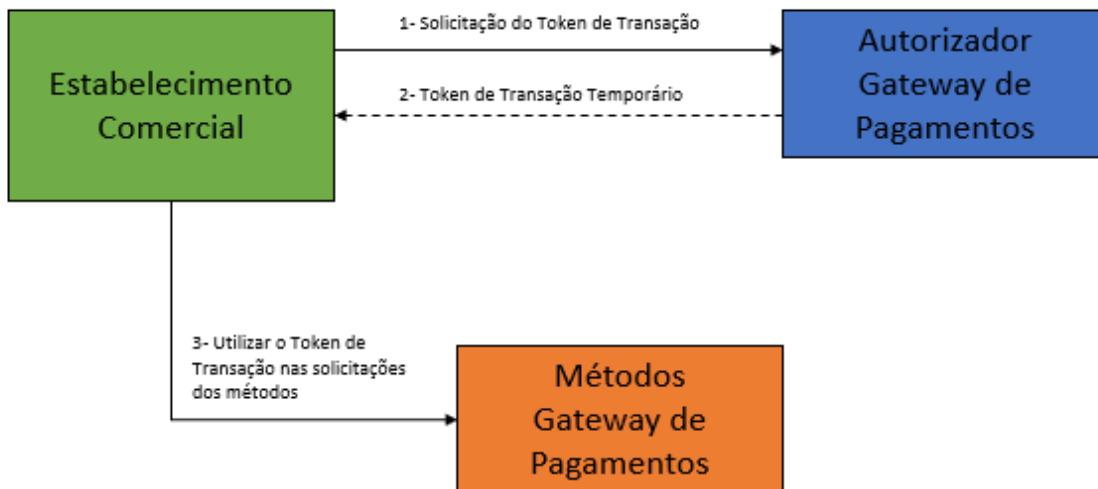 1- Solicitação do Token de Transação
Estabelecimento
Comercial
2- Token de Transação Temporário
Autorizador
Gateway de
Pagamentos
3- Utilizar o Token de
Transação nas solicitações
dos métodos
Métodos
Gateway de
Pagamentos